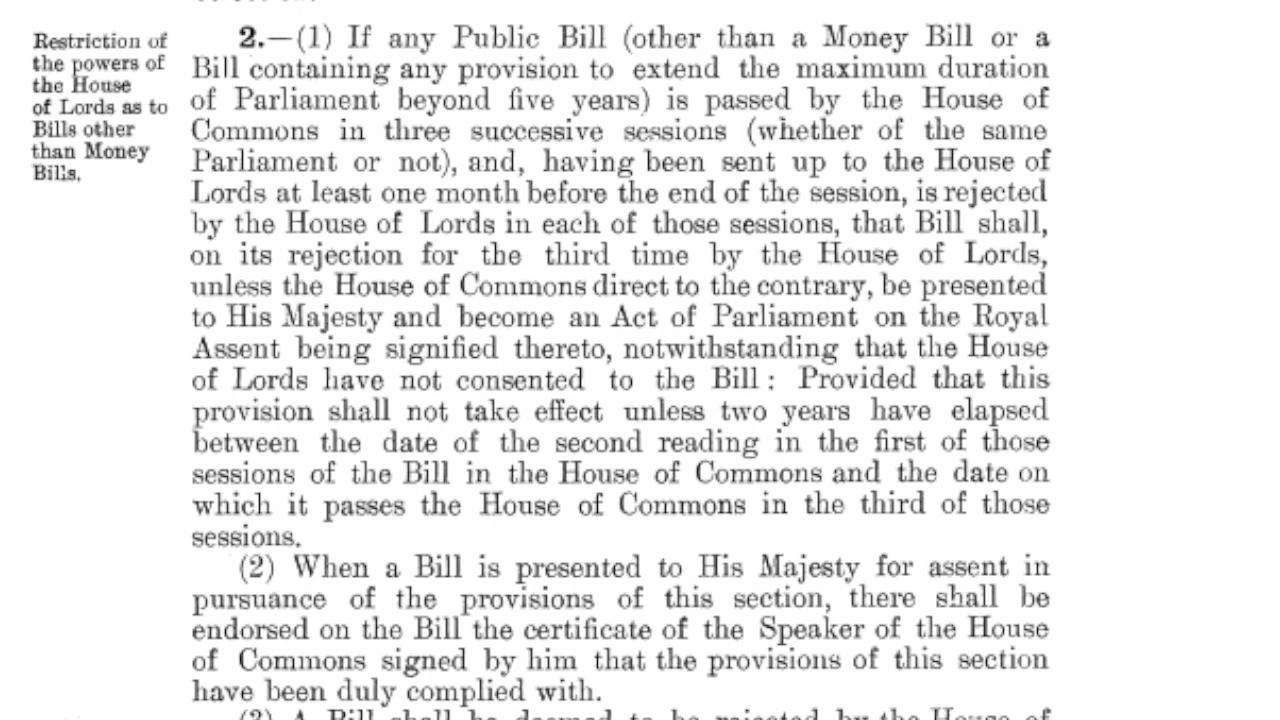 Restriction of
the powers of
the House
of Lords as to
Bills other
than Money
Bills.
2.—(1) If any Public Bill (other than a Money Bill or a
Bill containing any provision to extend the maximum duration
of Parliament beyond five years) is passed by the House of
Commons in three successive sessions (whether of the same
Parliament or not), and, having been sent up to the House of
Lords at least one month before the end of the session, is rejected
by the House of Lords in each of those sessions, that Bill shall,
on its rejection for the third time by the House of Lords,
unless the House of Commons direct to the contrary, be presented
to His Majesty and become an Act of Parliament on the Royal
Assent being signified thereto, notwithstanding that the House
of Lords have not consented to the Bill: Provided that this
provision shall not take effect unless two years have elapsed
between the date of the second reading in the first of those
sessions of the Bill in the House of Commons and the date on
which it passes the House of Commons in the third of those
sessions.
(2) When a Bill is presented to His Majesty for assent in
pursuance of the provisions of this section, there shall be
endorsed on the Bill the certificate of the Speaker of the House
of Commons signed by him that the provisions of this section
have been duly complied with.
(3) A Bill shall be deemed to be rejected by the House of